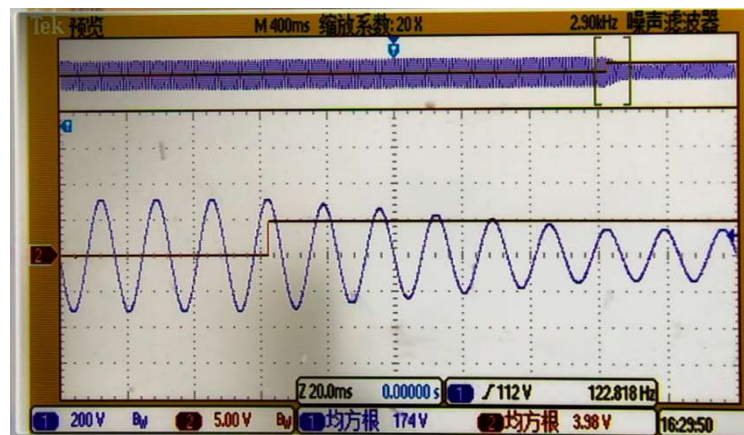 Tek 预览 M 400ms 缩放系数: 20 X 2.90kHz 噪声滤波器
1
2
Z 20.0ms 0.00000 s 1 ∫ 112 V 122.818 Hz
1 200 V BW 2 5.00 V BW 1 均方根 174 V 2 均方根 3.98 V 16:29:50